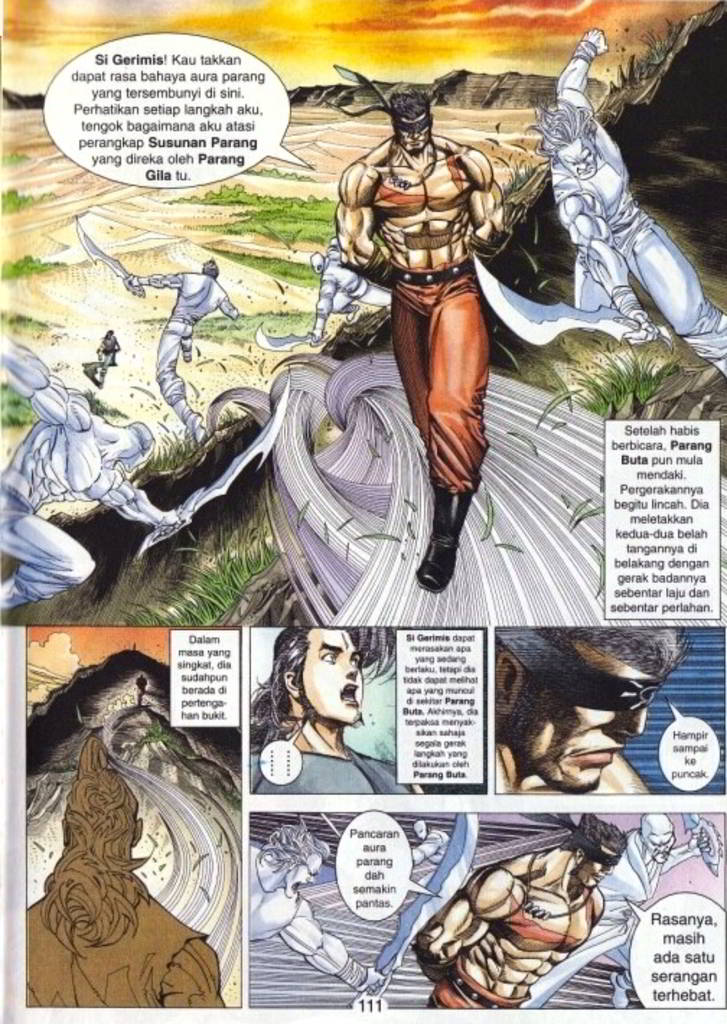 Si Gerimis! Kau takkan
dapat rasa bahaya aura parang
yang tersembunyi di sini.
Perhatikan setiap langkah aku,
tengok bagaimana aku atasi
perangkap Susunan Parang
yang direka oleh Parang
Gila tu.
Setelah habis
berbicara, Parang
Buta pun mula
mendaki.
Pergerakannya
begitu lincah. Dia
meletakkan
kedua-dua belah
tangannya di
belakang dengan
gerak badannya
sebentar laju dan
sebentar perlahan.
Dalam
masa yang
singkat, dia
sudahpun
berada di
pertenga-
han bukit.
Si Gerimis dapat
merasakan apa
yang sedang
berlaku, tetapi dia
tidak dapat melihat
apa yang muncul
di sekitar Parang
Buta. Akhirnya, dia
terpaksa menyak-
sikan sahaja
segala gerak
langkah yang
dilakukan oleh
Parang Buta.
Hampir
sampai
ke
puncak.
Pancaran
aura
parang
dah
semakin
pantas.
Rasanya,
masih
ada satu
serangan
terhebat.
111